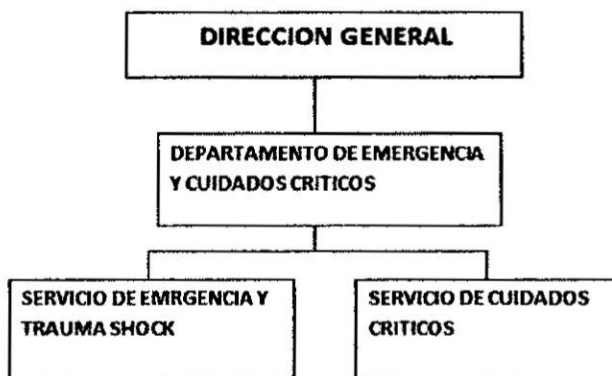 DIRECCION GENERAL
DEPARTAMENTO DE EMERGENCIA
Y CUIDADOS CRITICOS
SERVICIO DE EMRGENCIA Y
TRAUMA SHOCK
SERVICIO DE CUIDADOS
CRITICOS